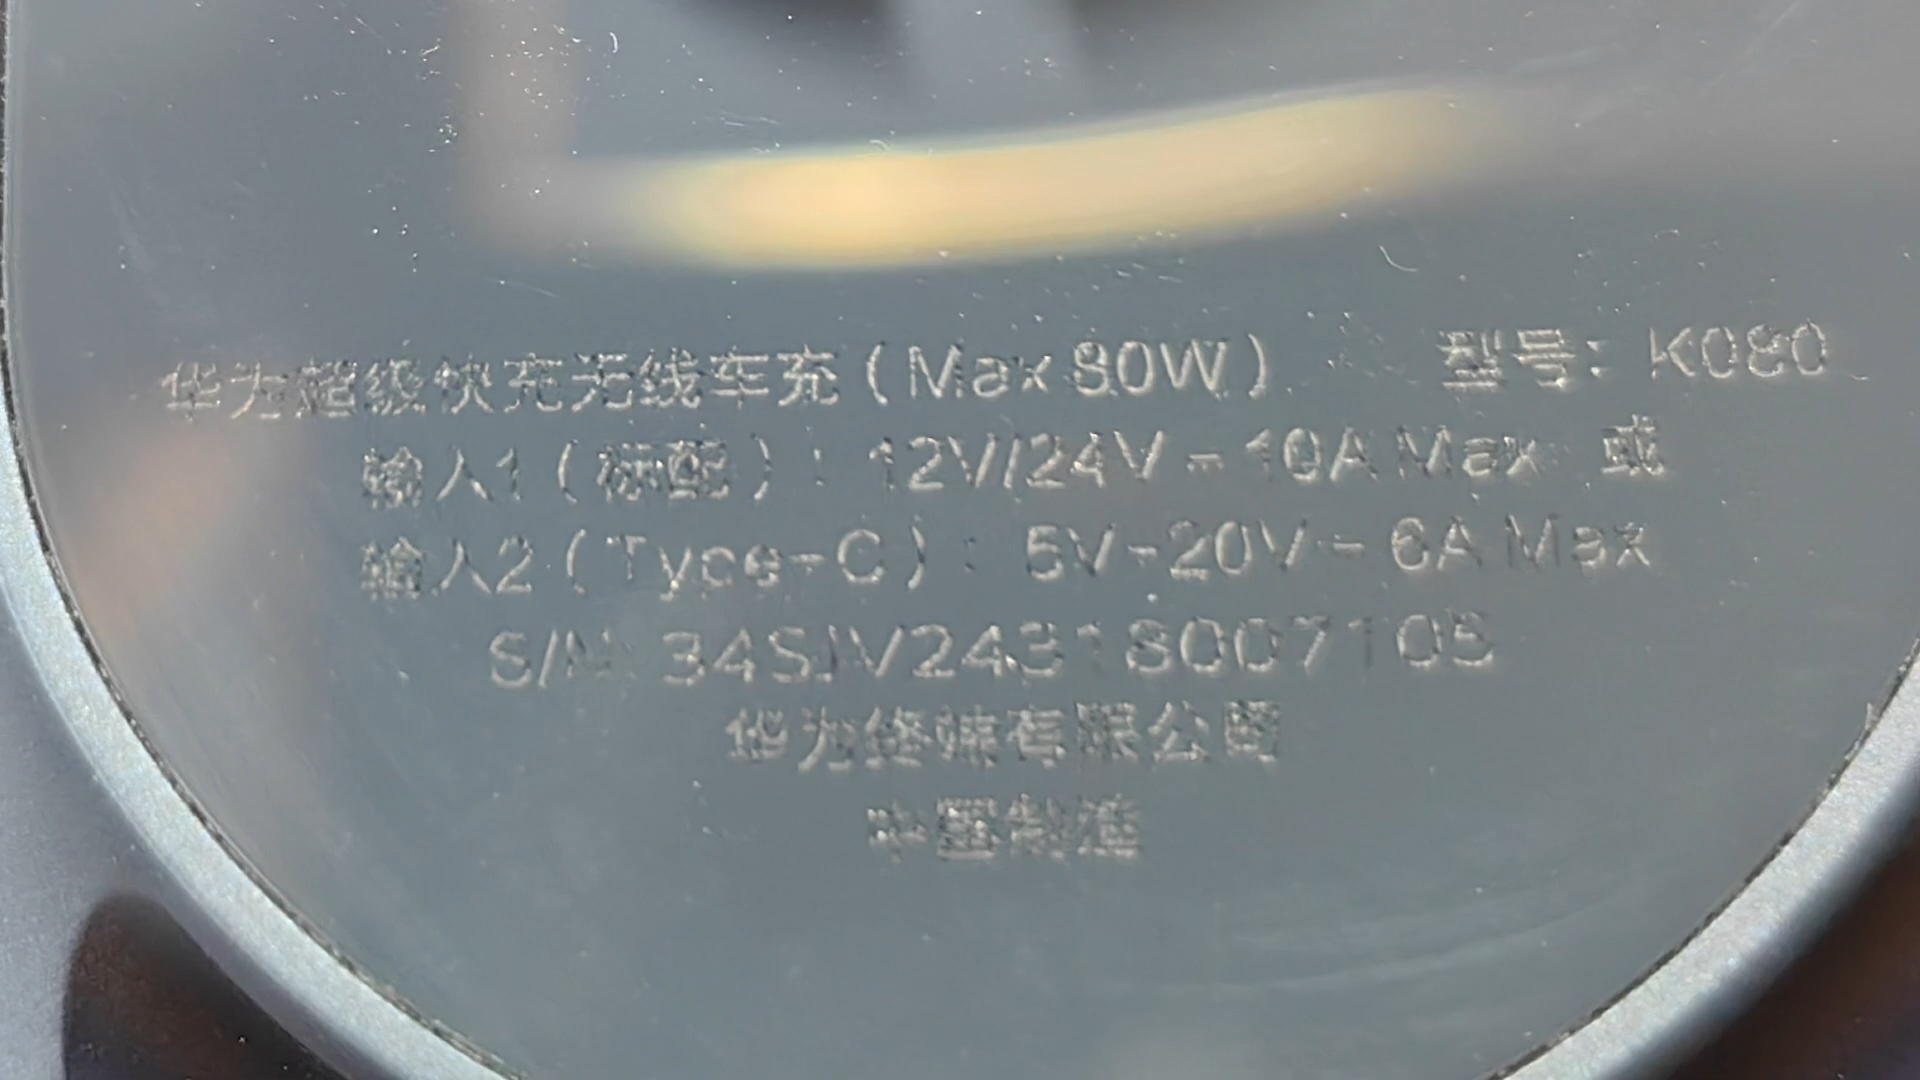 华为超级快充无线车充（Max 80W） 型号：K080
输入1（标配）：12V/24V⎓10A Max 或
输入2（Type-C）：5V-20V⎓6A Max
S/N: 34SJV24318007105
华为终端有限公司
中国制造